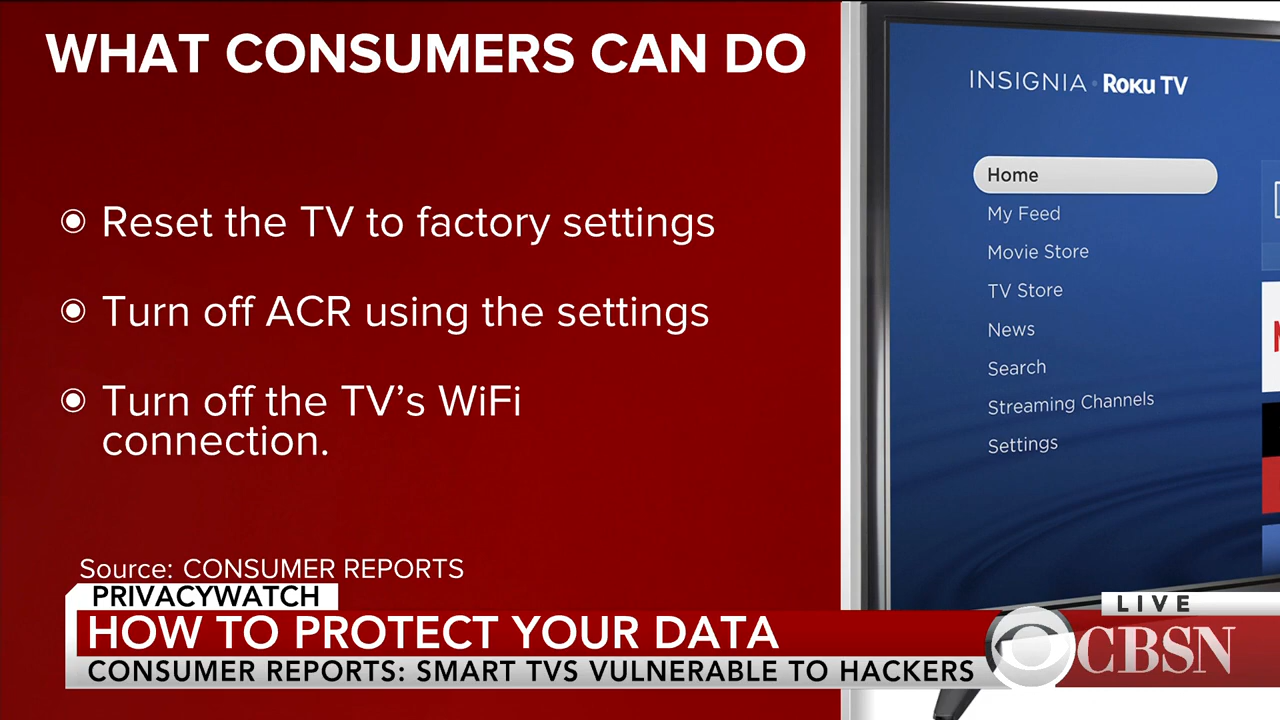 WHAT CONSUMERS CAN DO
Reset the TV to factory settings
Turn off ACR using the settings
Turn off the TV's WiFi
connection.
Source: CONSUMER REPORTS
INSIGNIA • Roku TV
Home
My Feed
Movie Store
TV Store
News
Search
Streaming Channels
Settings
PRIVACYWATCH
HOW TO PROTECT YOUR DATA
CONSUMER REPORTS: SMART TVS VULNERABLE TO HACKERS
LIVE
CBSN